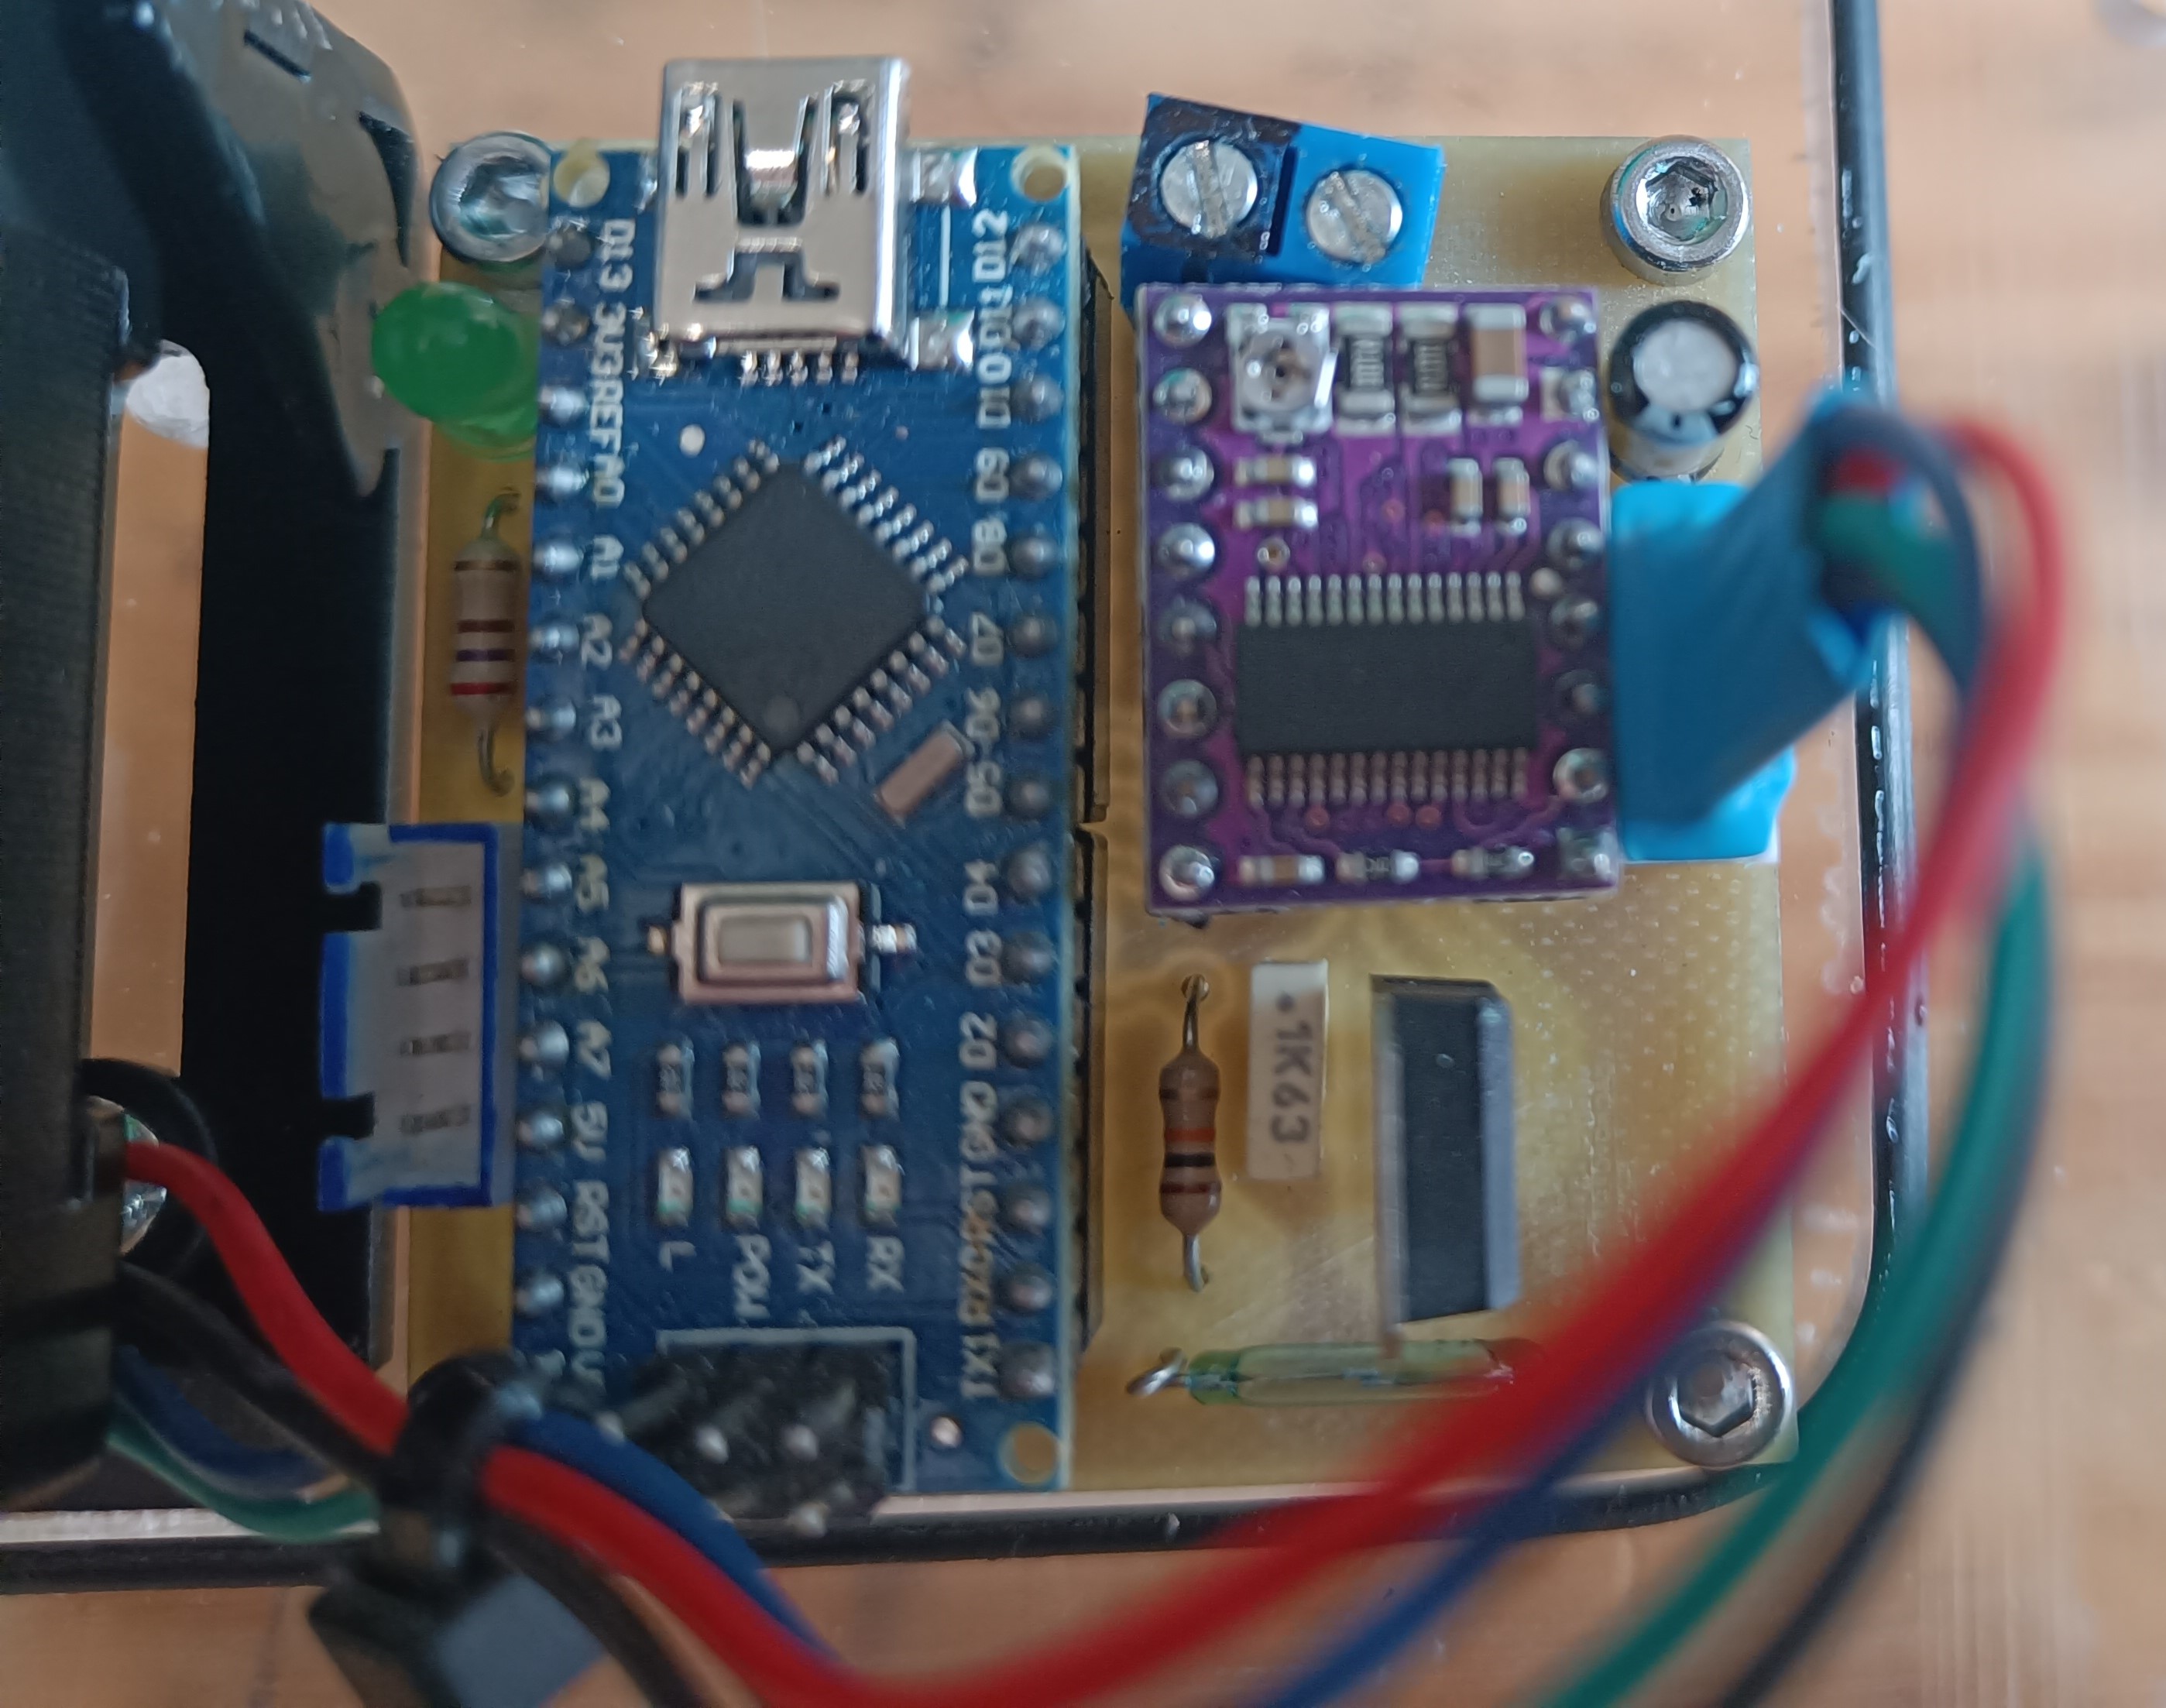 D13
3V3
REF
A0
A1
A2
A3
A4
A5
A6
A7
5V
RST
GND
D12
D11
D10
D9
D8
D7
D6
D5
D4
D3
D2
GND
RST
RX0
TX1
L
POW
TX
RX
.1K63